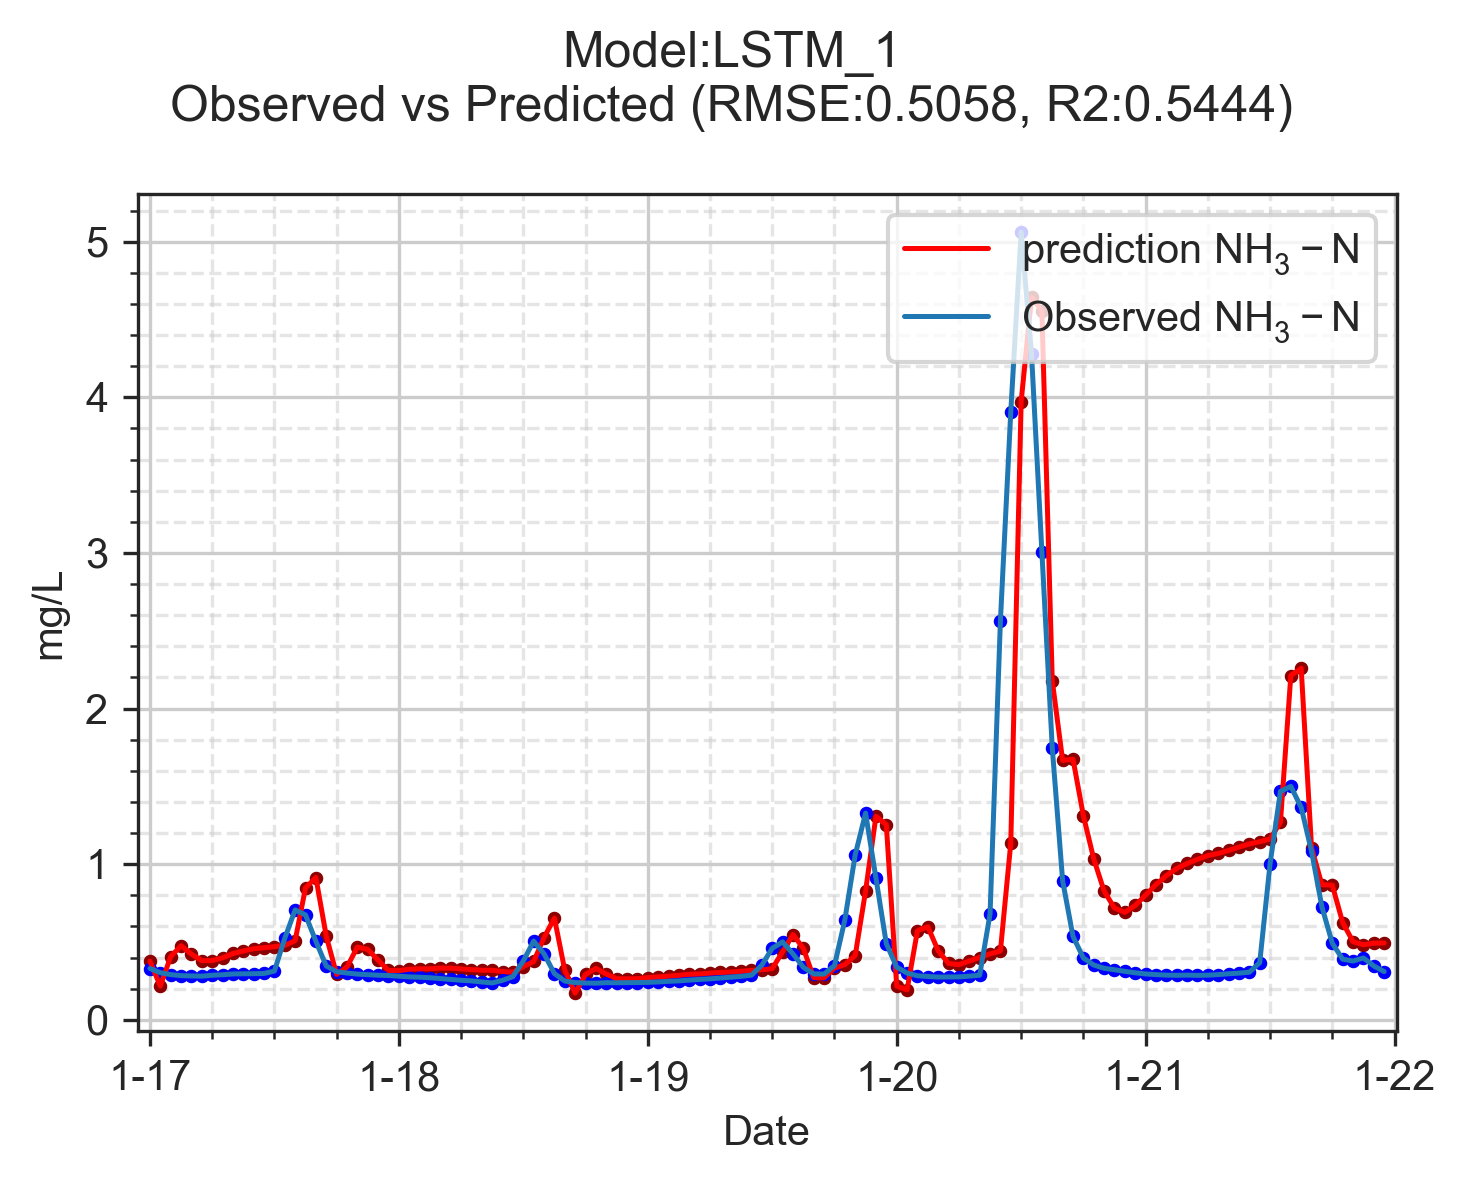 Model:LSTM_1
Observed vs Predicted (RMSE:0.5058, R2:0.5444)
prediction NH₃ − N
Observed NH₃ − N
5
4
3
2
1
0
mg/L
1-17 1-18 1-19 1-20 1-21 1-22
Date